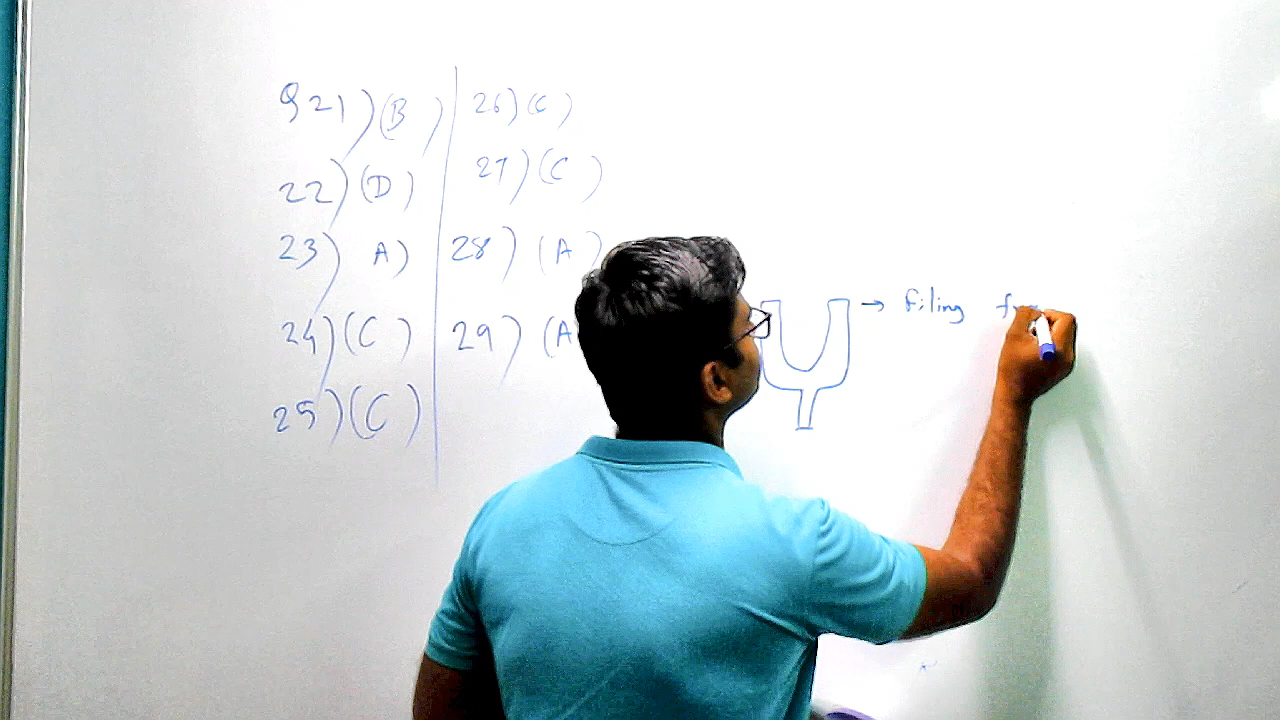 Q21) (B)
22) (D)
23) A)
24) (C)
25) (C)
26) (C)
27) (C)
28) (A)
29) (A
→ filing